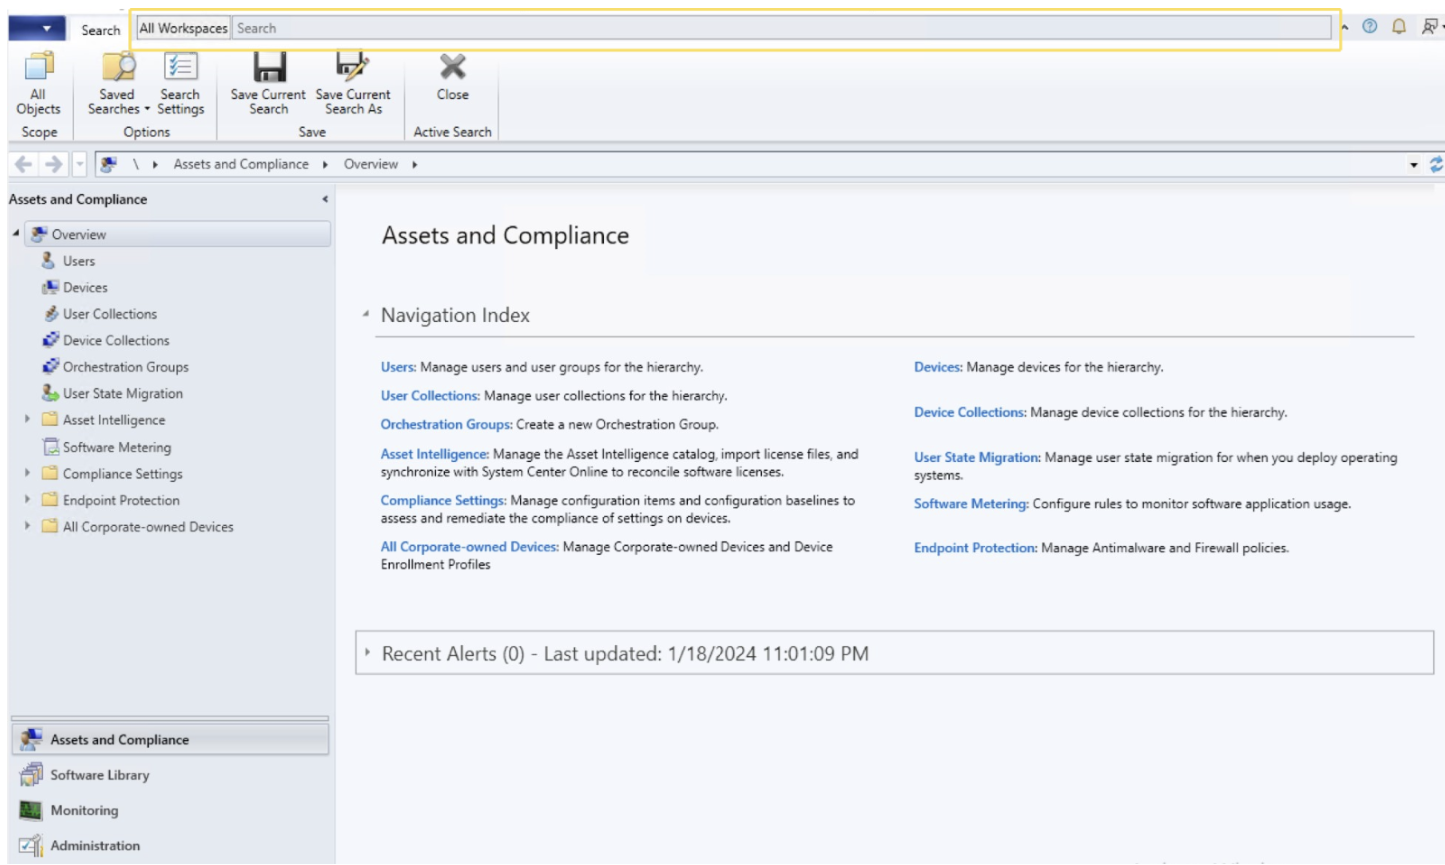 Search
All Workspaces
Search
All
Objects
Scope
Saved
Searches
Search
Settings
Options
Save Current
Search
Save Current
Search As
Save
Close
Active Search
\ Assets and Compliance Overview
Assets and Compliance
Overview
Users
Devices
User Collections
Device Collections
Orchestration Groups
User State Migration
Asset Intelligence
Software Metering
Compliance Settings
Endpoint Protection
All Corporate-owned Devices
Assets and Compliance
Software Library
Monitoring
Administration
Assets and Compliance
Navigation Index
Users: Manage users and user groups for the hierarchy.
User Collections: Manage user collections for the hierarchy.
Orchestration Groups: Create a new Orchestration Group.
Asset Intelligence: Manage the Asset Intelligence catalog, import license files, and
synchronize with System Center Online to reconcile software licenses.
Compliance Settings: Manage configuration items and configuration baselines to
assess and remediate the compliance of settings on devices.
All Corporate-owned Devices: Manage Corporate-owned Devices and Device
Enrollment Profiles
Devices: Manage devices for the hierarchy.
Device Collections: Manage device collections for the hierarchy.
User State Migration: Manage user state migration for when you deploy operating
systems.
Software Metering: Configure rules to monitor software application usage.
Endpoint Protection: Manage Antimalware and Firewall policies.
Recent Alerts (0) - Last updated: 1/18/2024 11:01:09 PM